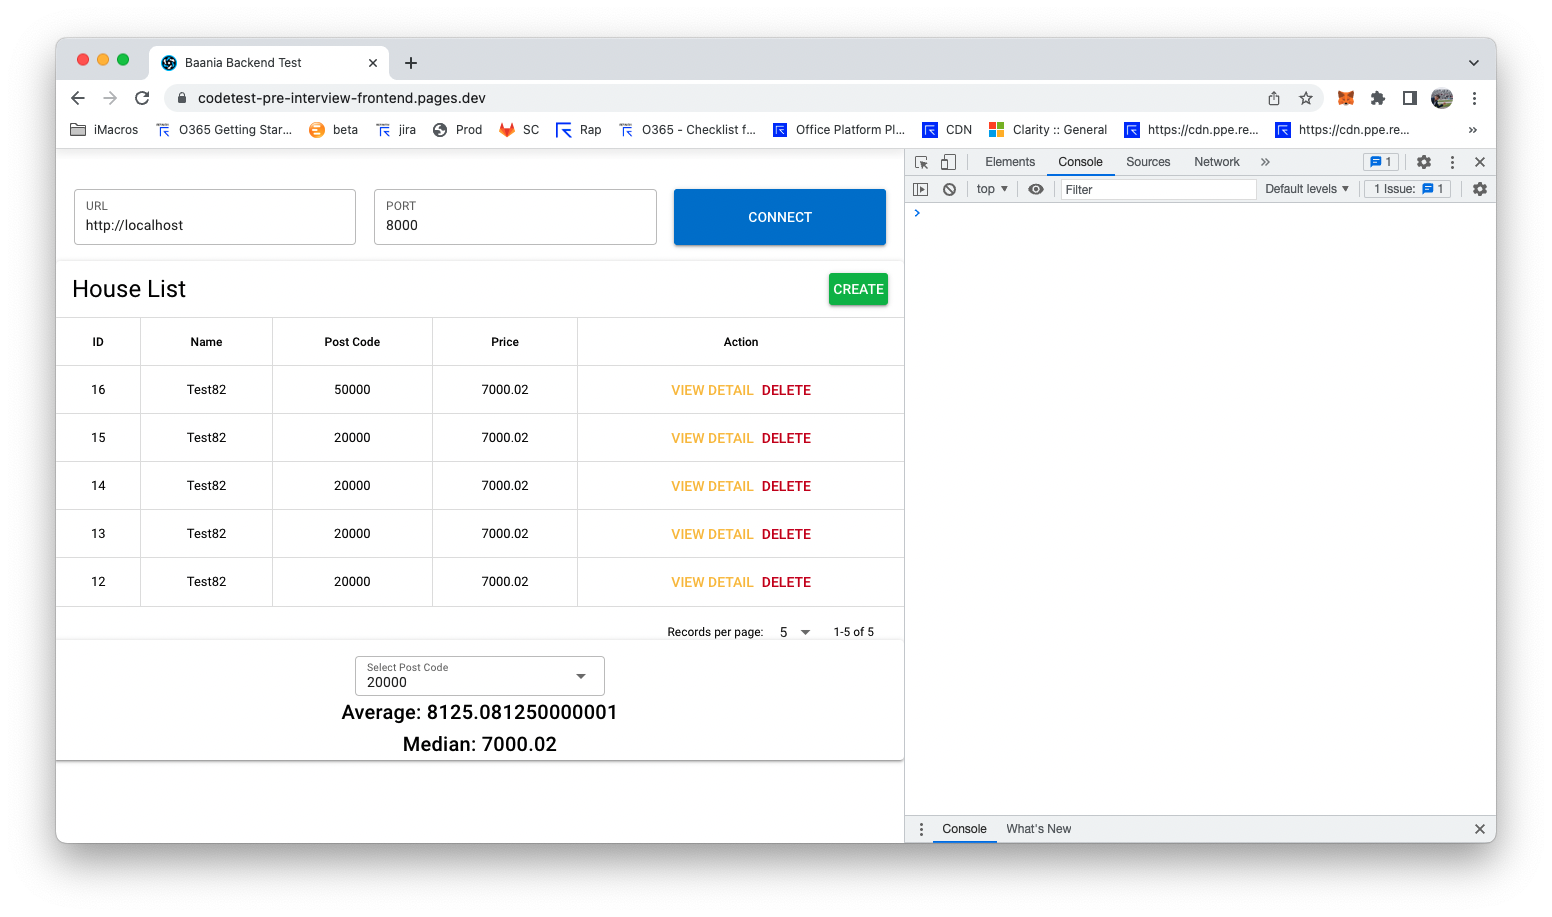 Baania Backend Test
codetest-pre-interview-frontend.pages.dev
iMacros O365 Getting Star... beta jira Prod SC Rap O365 - Checklist f... Office Platform Pl... CDN Clarity :: General https://cdn.ppe.re... https://cdn.ppe.re... »
URL
http://localhost
PORT
8000
CONNECT
House List
CREATE
ID Name Post Code Price Action
16 Test82 50000 7000.02 VIEW DETAIL DELETE
15 Test82 20000 7000.02 VIEW DETAIL DELETE
14 Test82 20000 7000.02 VIEW DETAIL DELETE
13 Test82 20000 7000.02 VIEW DETAIL DELETE
12 Test82 20000 7000.02 VIEW DETAIL DELETE
Records per page: 5 1-5 of 5
Select Post Code
20000
Average: 8125.081250000001
Median: 7000.02
Elements Console Sources Network » 1
top Filter Default levels 1 Issue: 1
>
Console What's New